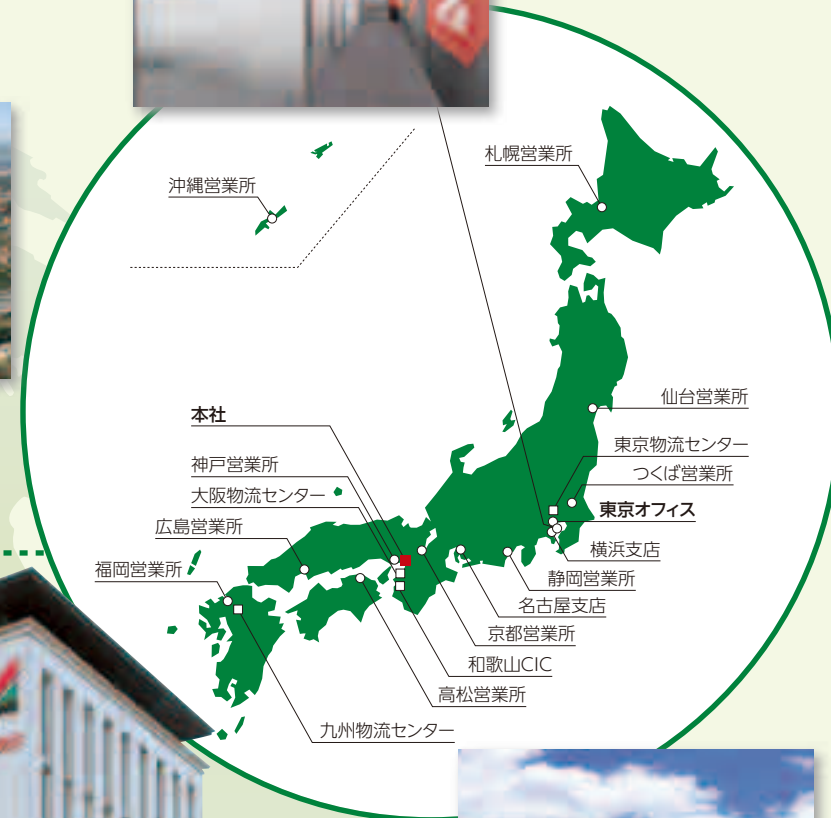 沖縄営業所
札幌営業所
仙台営業所
東京物流センター
つくば営業所
東京オフィス
横浜支店
静岡営業所
名古屋支店
京都営業所
和歌山CIC
高松営業所
九州物流センター
本社
神戸営業所
大阪物流センター
広島営業所
福岡営業所